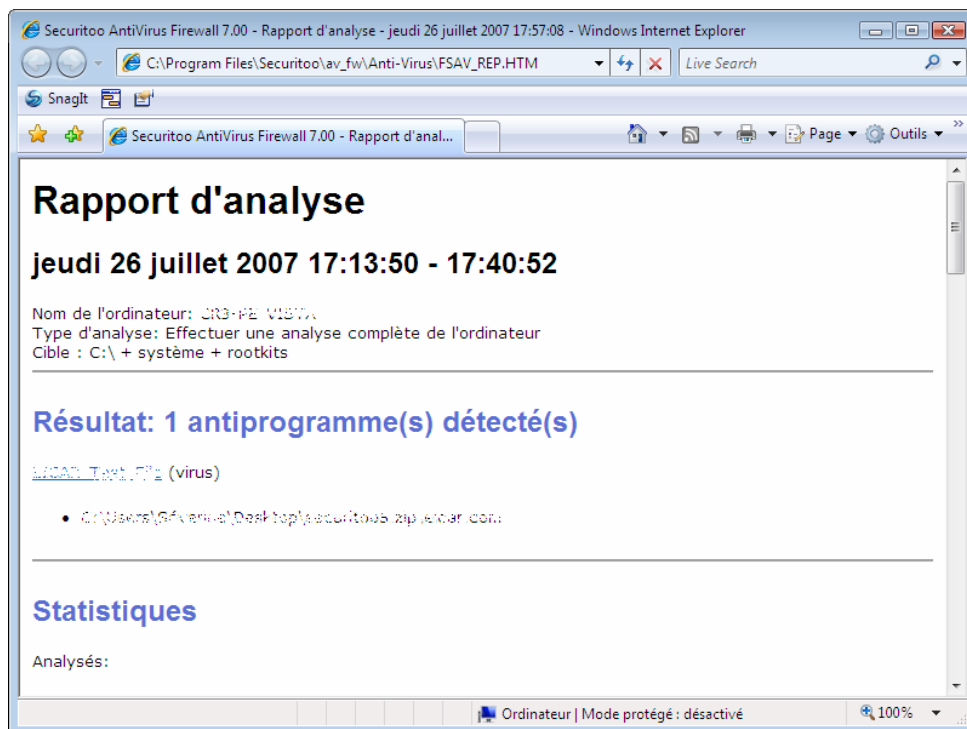 Securitoo AntiVirus Firewall 7.00 - Rapport d'analyse - jeudi 26 juillet 2007 17:57:08 - Windows Internet Explorer
C:\Program Files\Securitoo\av_fw\Anti-Virus\FSAV_REP.HTM
Live Search
SnagIt
Securitoo AntiVirus Firewall 7.00 - Rapport d'anal...
Page
Outils
Rapport d'analyse
jeudi 26 juillet 2007 17:13:50 - 17:40:52
Nom de l'ordinateur:
Type d'analyse: Effectuer une analyse complète de l'ordinateur
Cible : C:\ + système + rootkits
Résultat: 1 antiprogramme(s) détecté(s)
(virus)
Statistiques
Analysés:
Ordinateur | Mode protégé : désactivé
100%